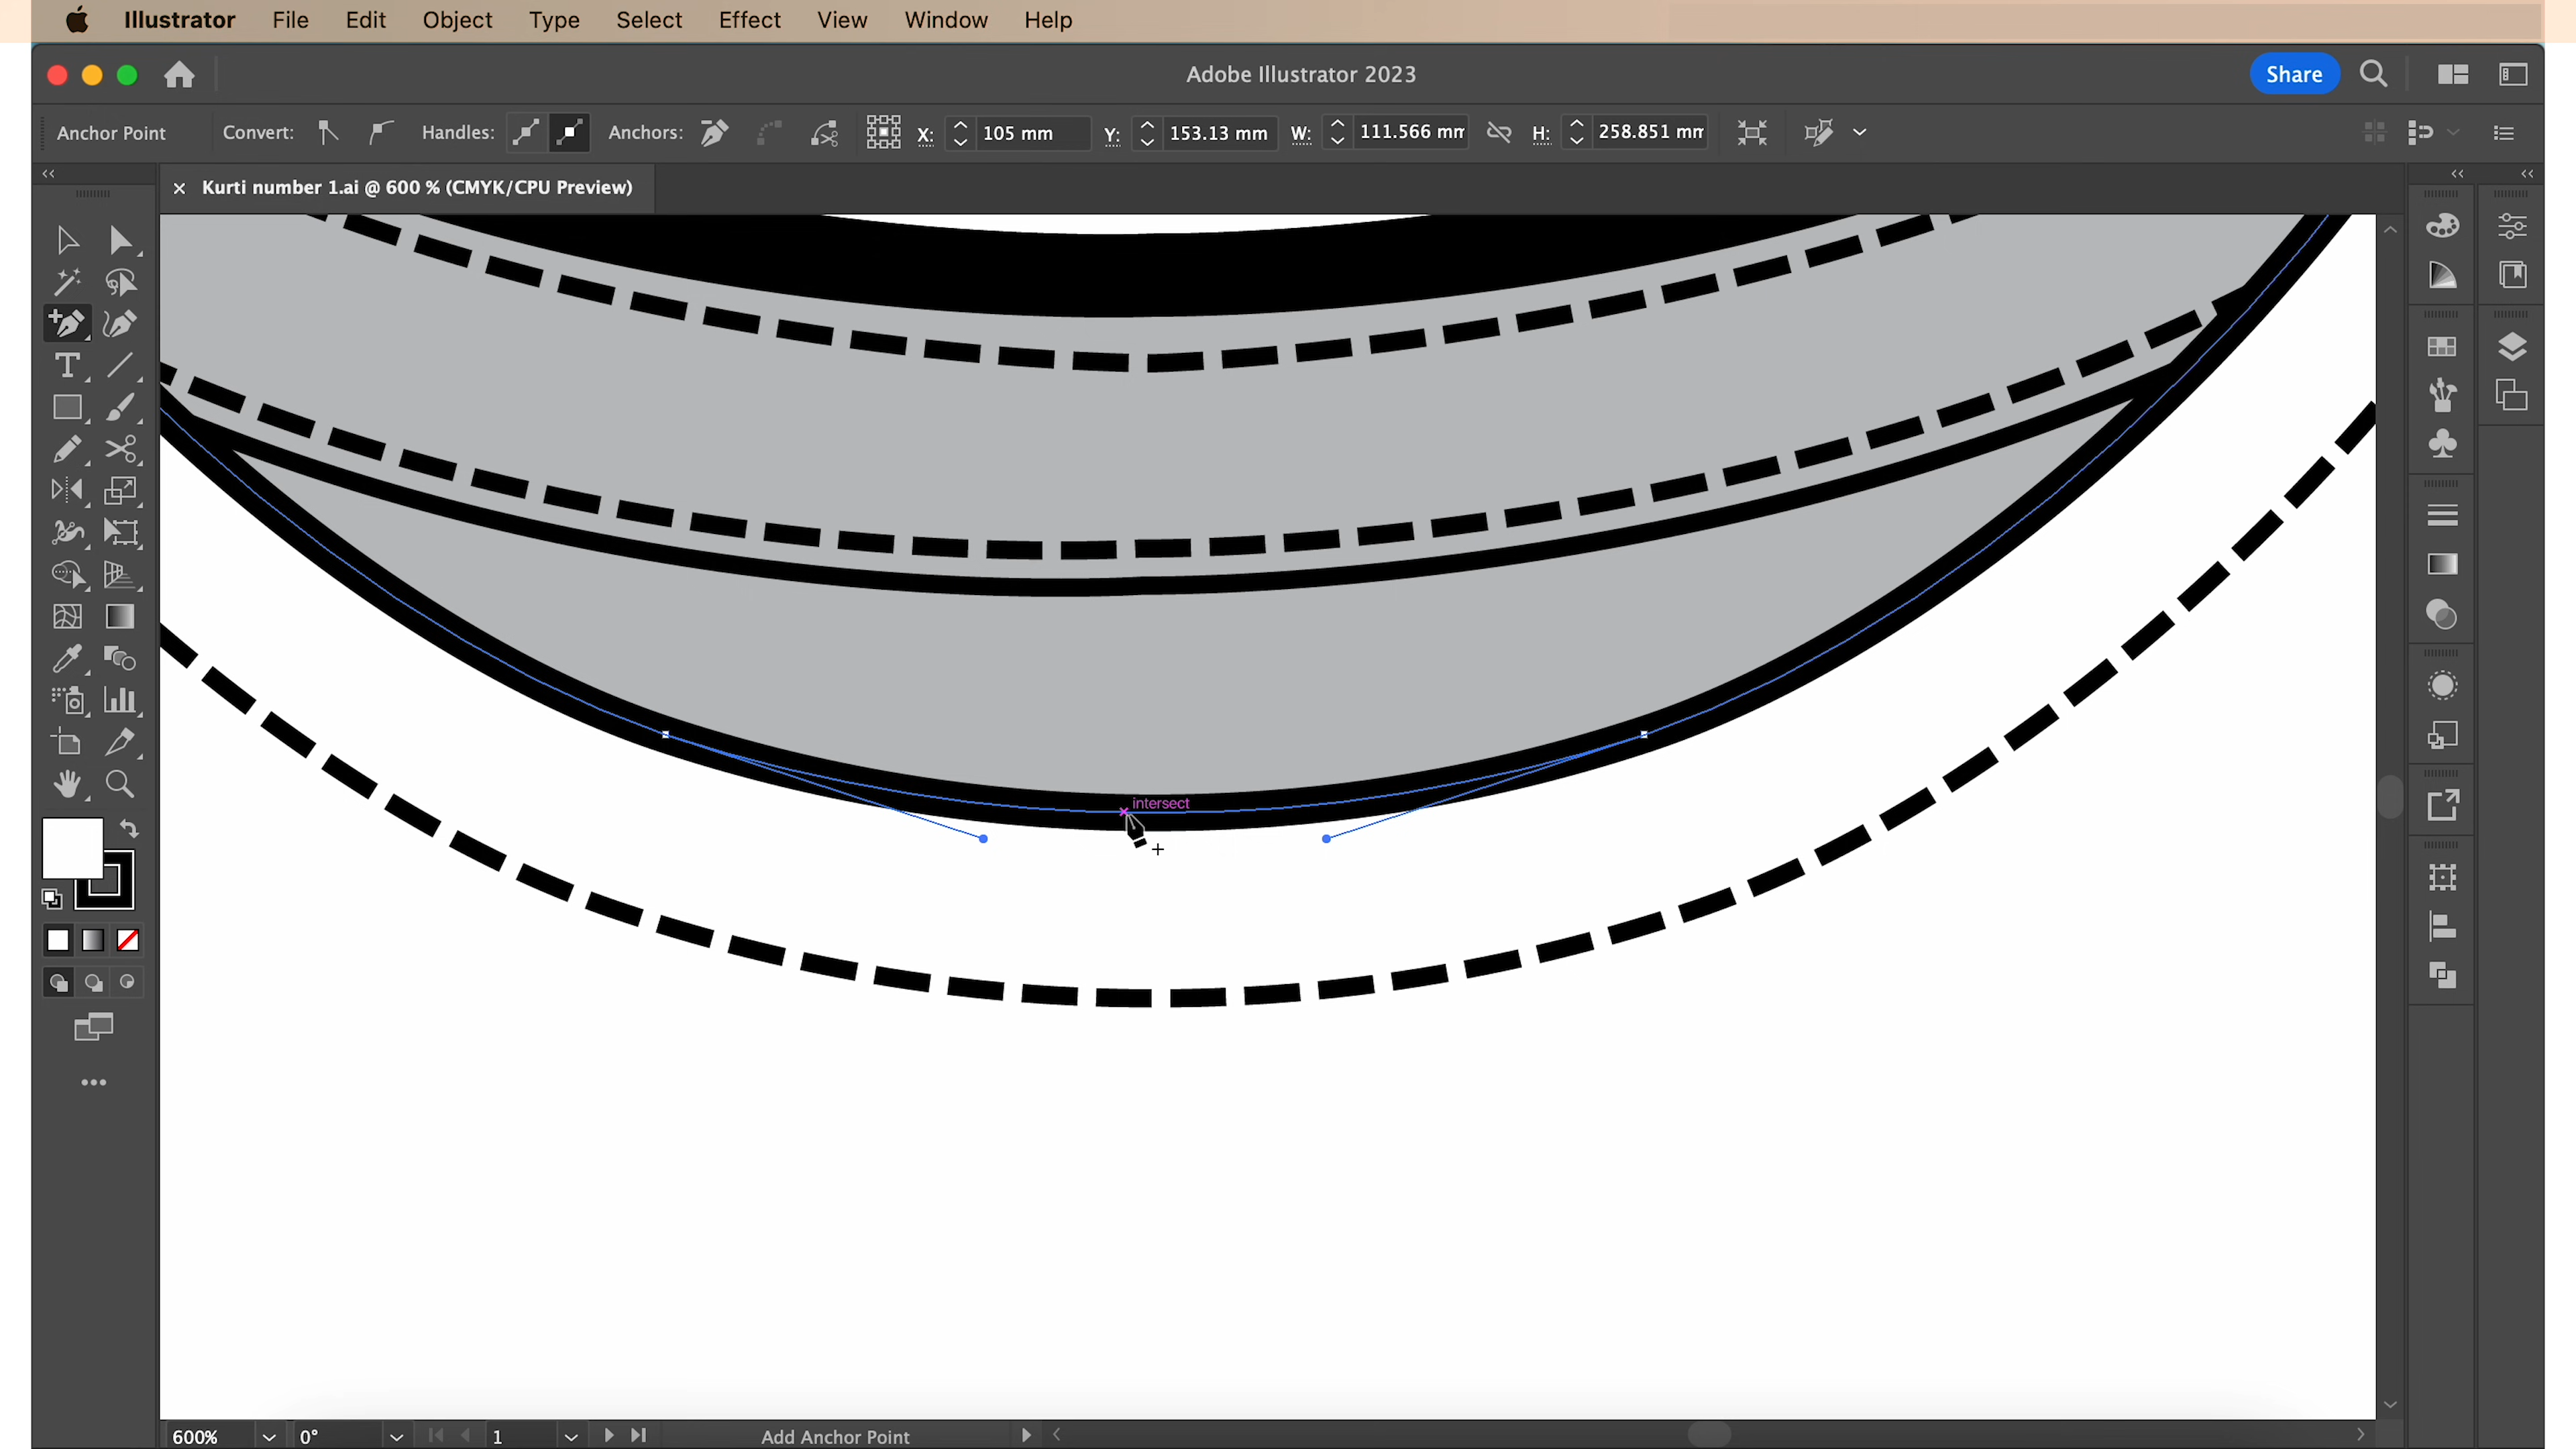 Illustrator File Edit Object Type Select Effect View Window Help
Adobe Illustrator 2023
Share
Anchor Point Convert: Handles: Anchors: X: 105 mm Y: 153.13 mm W: 111.566 mm H: 258.851 mm
× Kurti number 1.ai @ 600 % (CMYK/CPU Preview)
intersect
600% 0° 1 Add Anchor Point